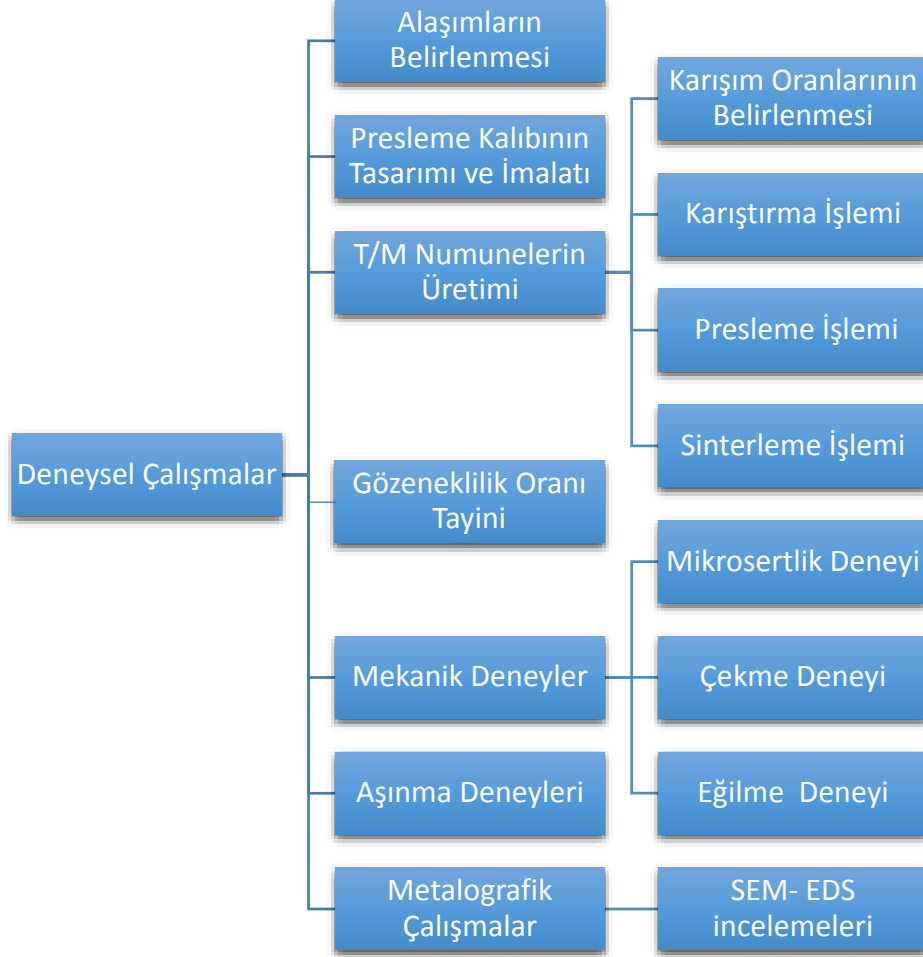 Deneysel Çalışmalar
Alaşımların
Belirlenmesi
Presleme Kalıbının
Tasarımı ve İmalatı
T/M Numunelerin
Üretimi
Karışım Oranlarının
Belirlenmesi
Karıştırma İşlemi
Presleme İşlemi
Sinterleme İşlemi
Gözeneklilik Oranı
Tayini
Mekanik Deneyler
Mikrosertlik Deneyi
Çekme Deneyi
Eğilme  Deneyi
Aşınma Deneyleri
Metalografik
Çalışmalar
SEM- EDS
incelemeleri